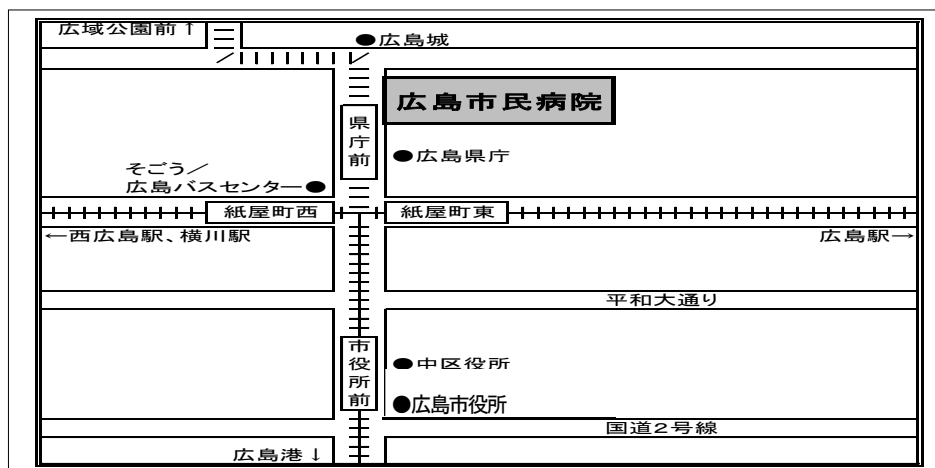 広域公園前↑
●広島城
広島市民病院
県庁前
●広島県庁
そごう／
広島バスセンター●
紙屋町西
紙屋町東
←西広島駅、横川駅
広島駅→
平和大通り
市役所前
●中区役所
●広島市役所
国道2号線
広島港↓